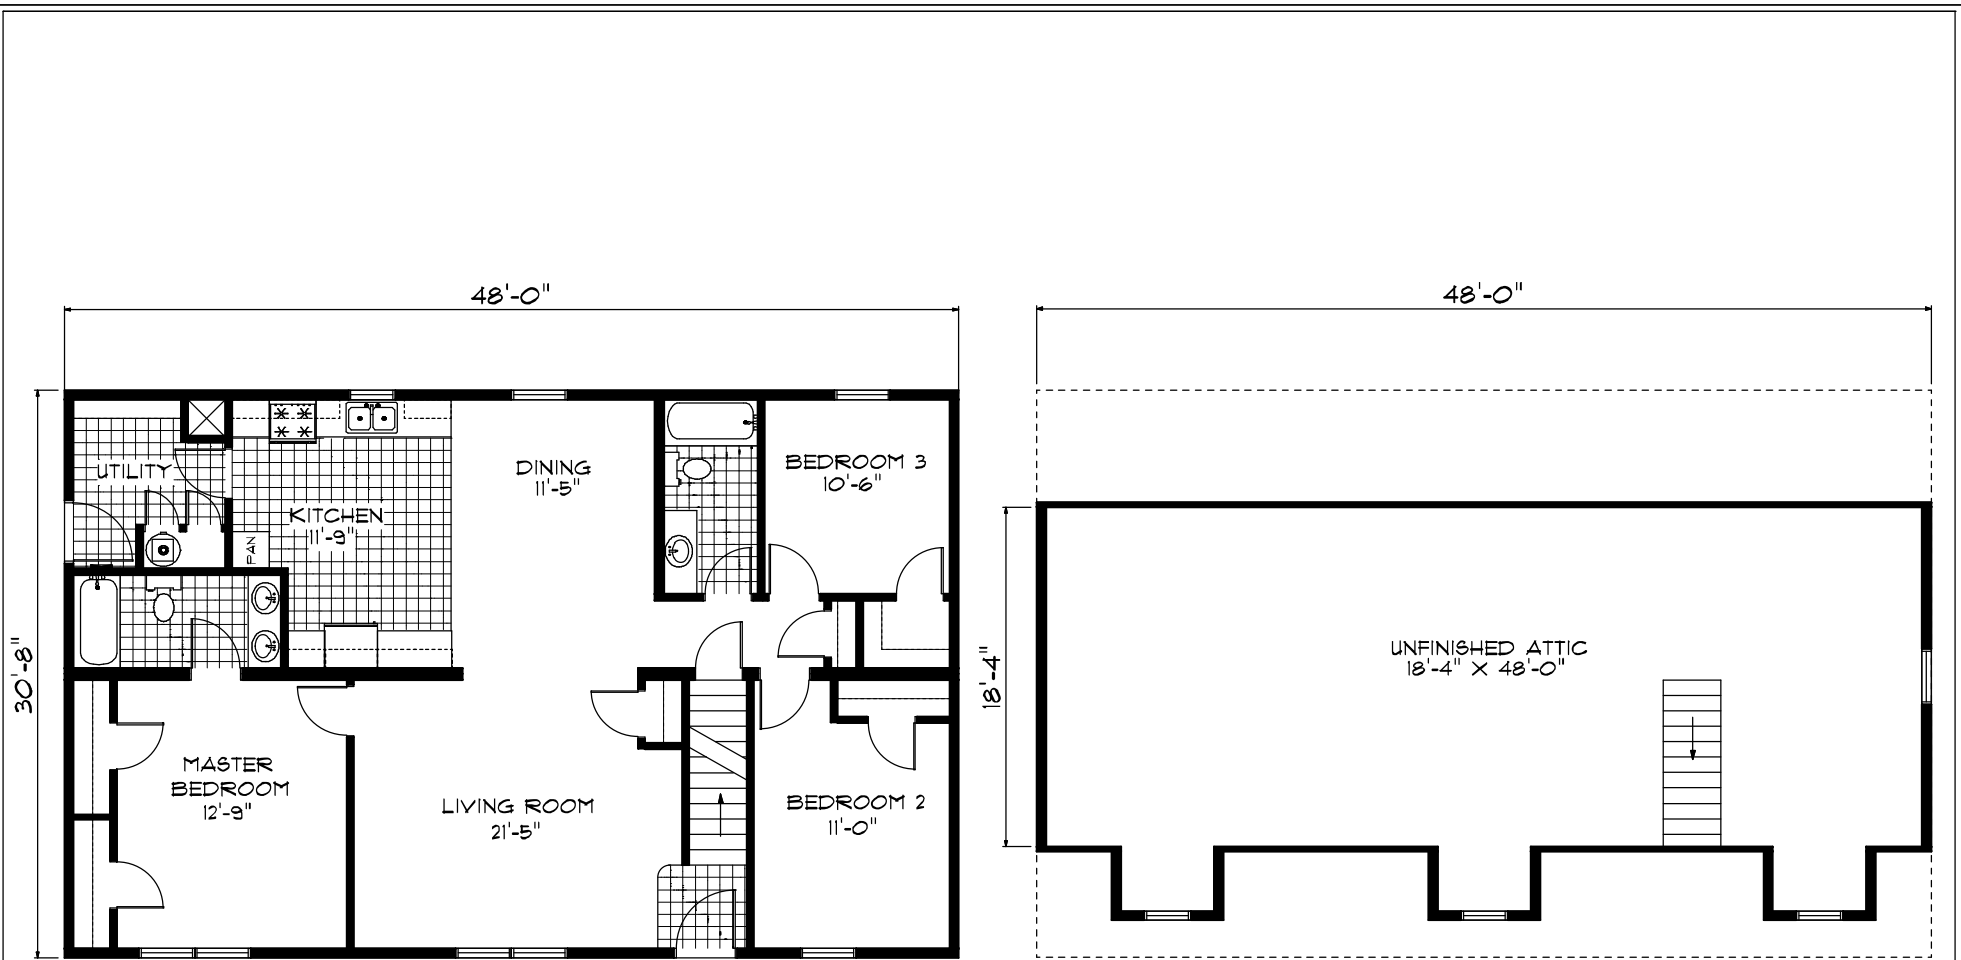 48'-0"
48'-0"
30'-8"
UTILITY
KITCHEN
11'-9"
PAN
DINING
11'-5"
BEDROOM 3
10'-6"
MASTER
BEDROOM
12'-9"
LIVING ROOM
21'-5"
BEDROOM 2
11'-0"
18'-4"
UNFINISHED ATTIC
18'-4" X 48'-0"